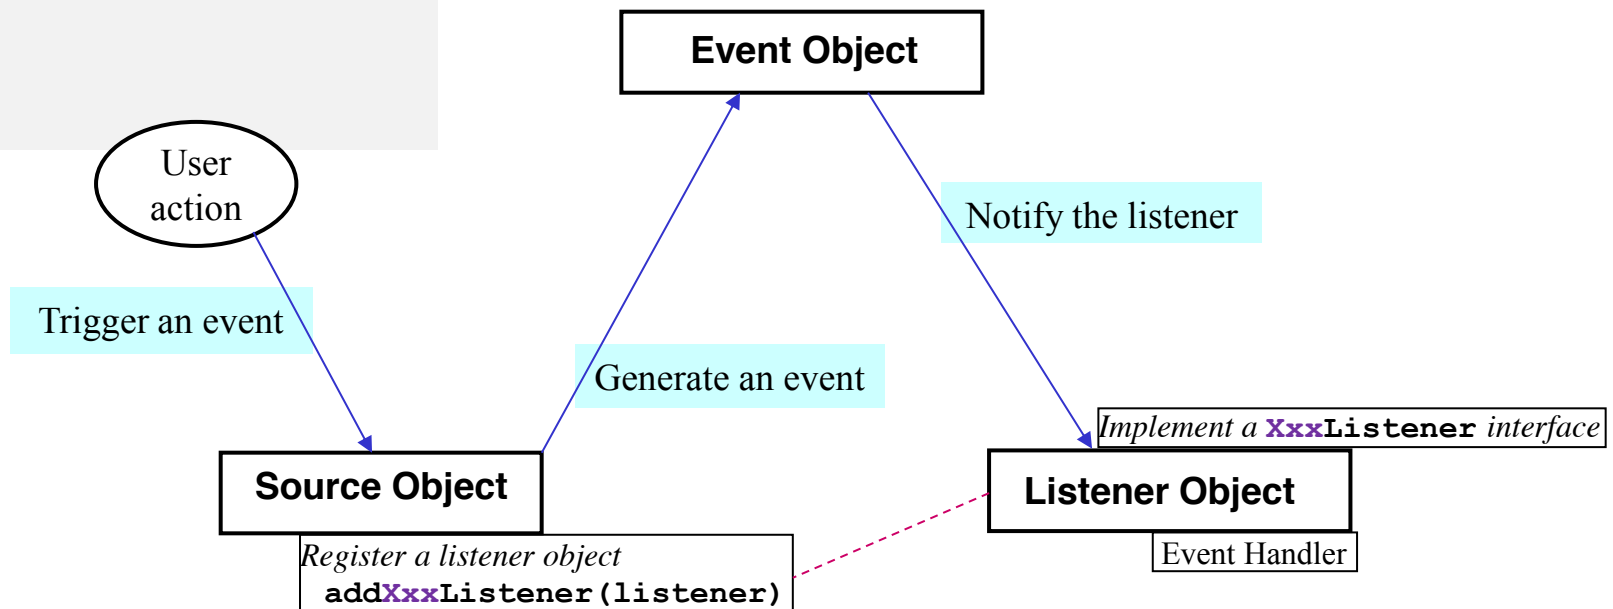 Event Object
User
action
Notify the listener
Trigger an event
Generate an event
Implement a XxxListener interface
Source Object
Listener Object
Register a listener object
addXxxListener(listener)
Event Handler